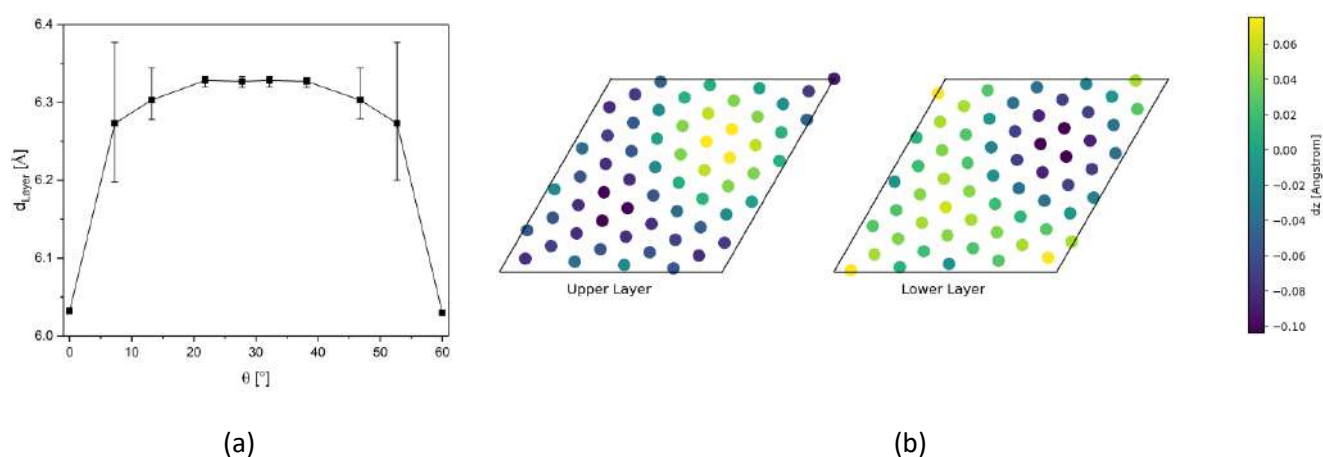 6.4
6.3
6.2
6.1
6.0
d_Layer [Å]
0 10 20 30 40 50 60
θ [°]
(a)
Upper Layer
Lower Layer
0.06
0.04
0.02
0.00
−0.02
−0.04
−0.06
−0.08
−0.10
dz [Angstrom]
(b)